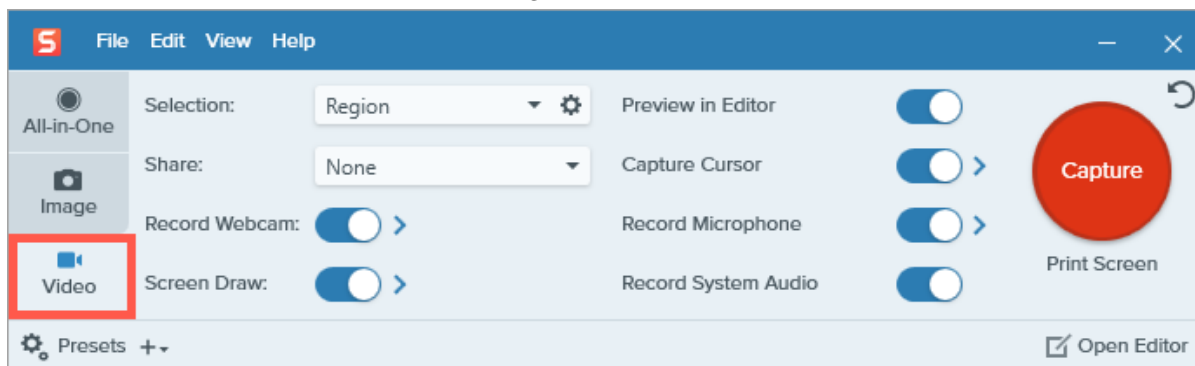 S File Edit View Help
All-in-One
Image
Video
Selection: Region
Share: None
Record Webcam:
Screen Draw:
Preview in Editor
Capture Cursor
Record Microphone
Record System Audio
Capture
Print Screen
Presets
Open Editor